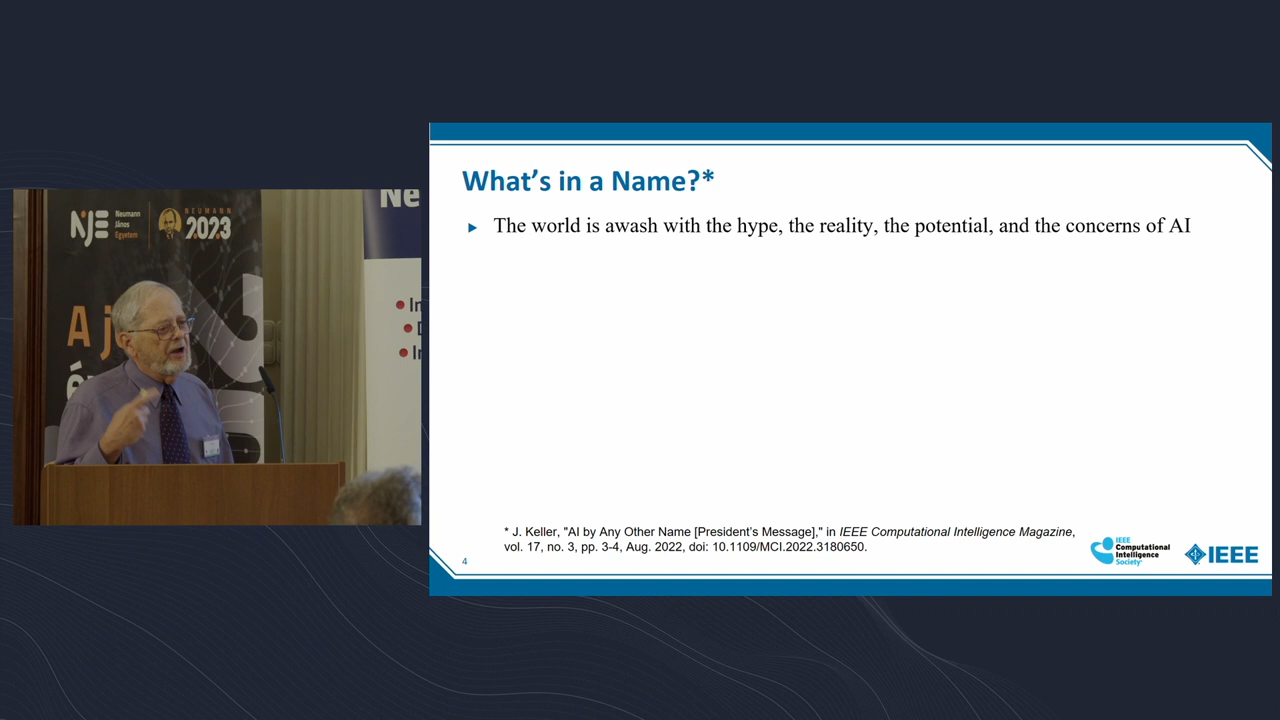 NJE
Neumann
János
Egyetem
NEUMANN
2023
Ne
A j
é
In
D
In
What's in a Name?*
The world is awash with the hype, the reality, the potential, and the concerns of AI
* J. Keller, "AI by Any Other Name [President's Message]," in IEEE Computational Intelligence Magazine,
vol. 17, no. 3, pp. 3-4, Aug. 2022, doi: 10.1109/MCI.2022.3180650.
4
IEEE
Computational
Intelligence
Society
IEEE